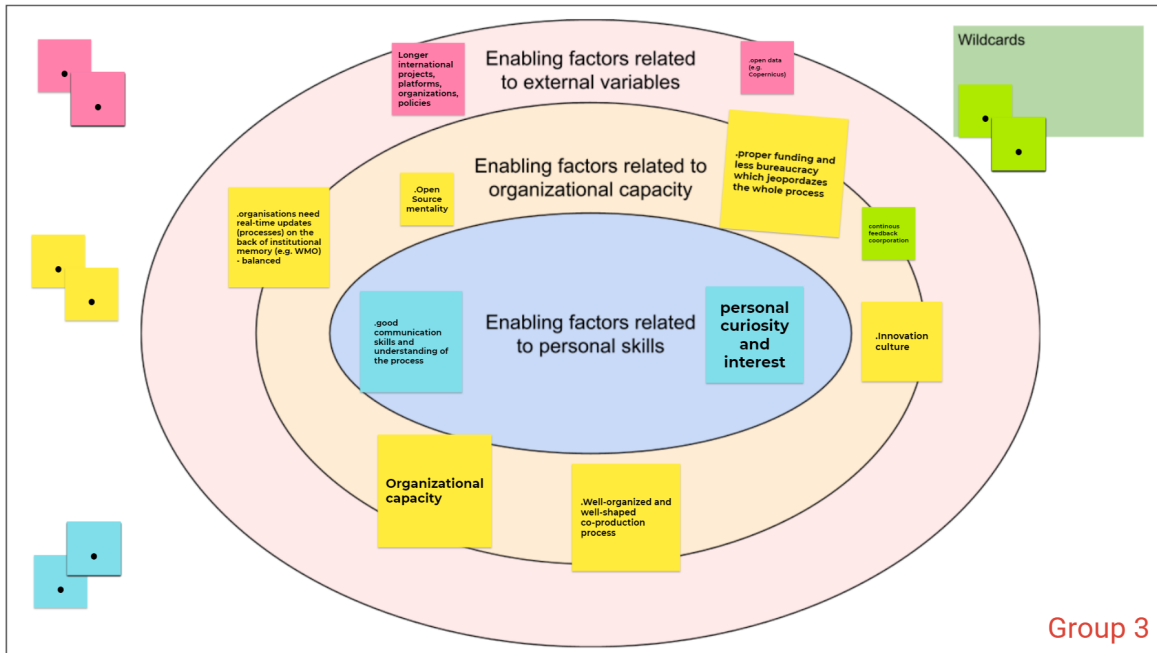 Longer
international
projects,
platforms,
organizations,
policies
Enabling factors related
to external variables
.open data
(e.g.
Copernicus)
Wildcards
Enabling factors related to
organizational capacity
.proper funding and
less bureaucracy
which jeopordazes
the whole process
.Open
Source
mentality
.organisations need
real-time updates
(processes) on the
back of institutional
memory (e.g. WMO)
- balanced
continous
feedback
coorporation
.good
communication
skills and
understanding of
the process
Enabling factors related
to personal skills
personal
curiosity
and
interest
.Innovation
culture
Organizational
capacity
.Well-organized and
well-shaped
co-production
process
Group 3